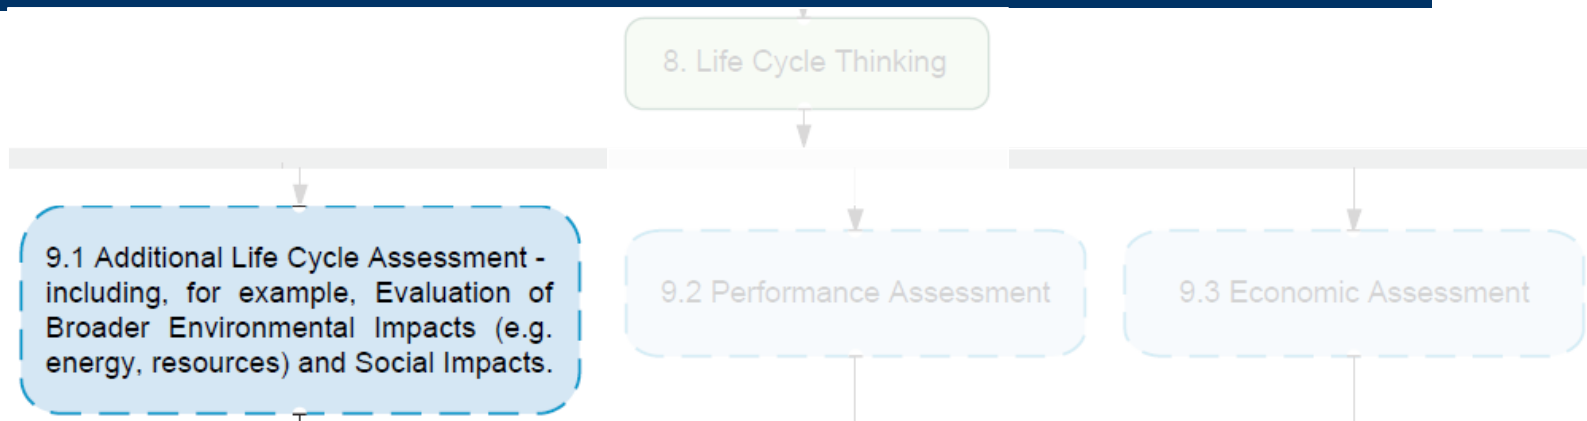 8. Life Cycle Thinking
9.1 Additional Life Cycle Assessment -
including, for example, Evaluation of
Broader Environmental Impacts (e.g.
energy, resources) and Social Impacts.
9.2 Performance Assessment
9.3 Economic Assessment